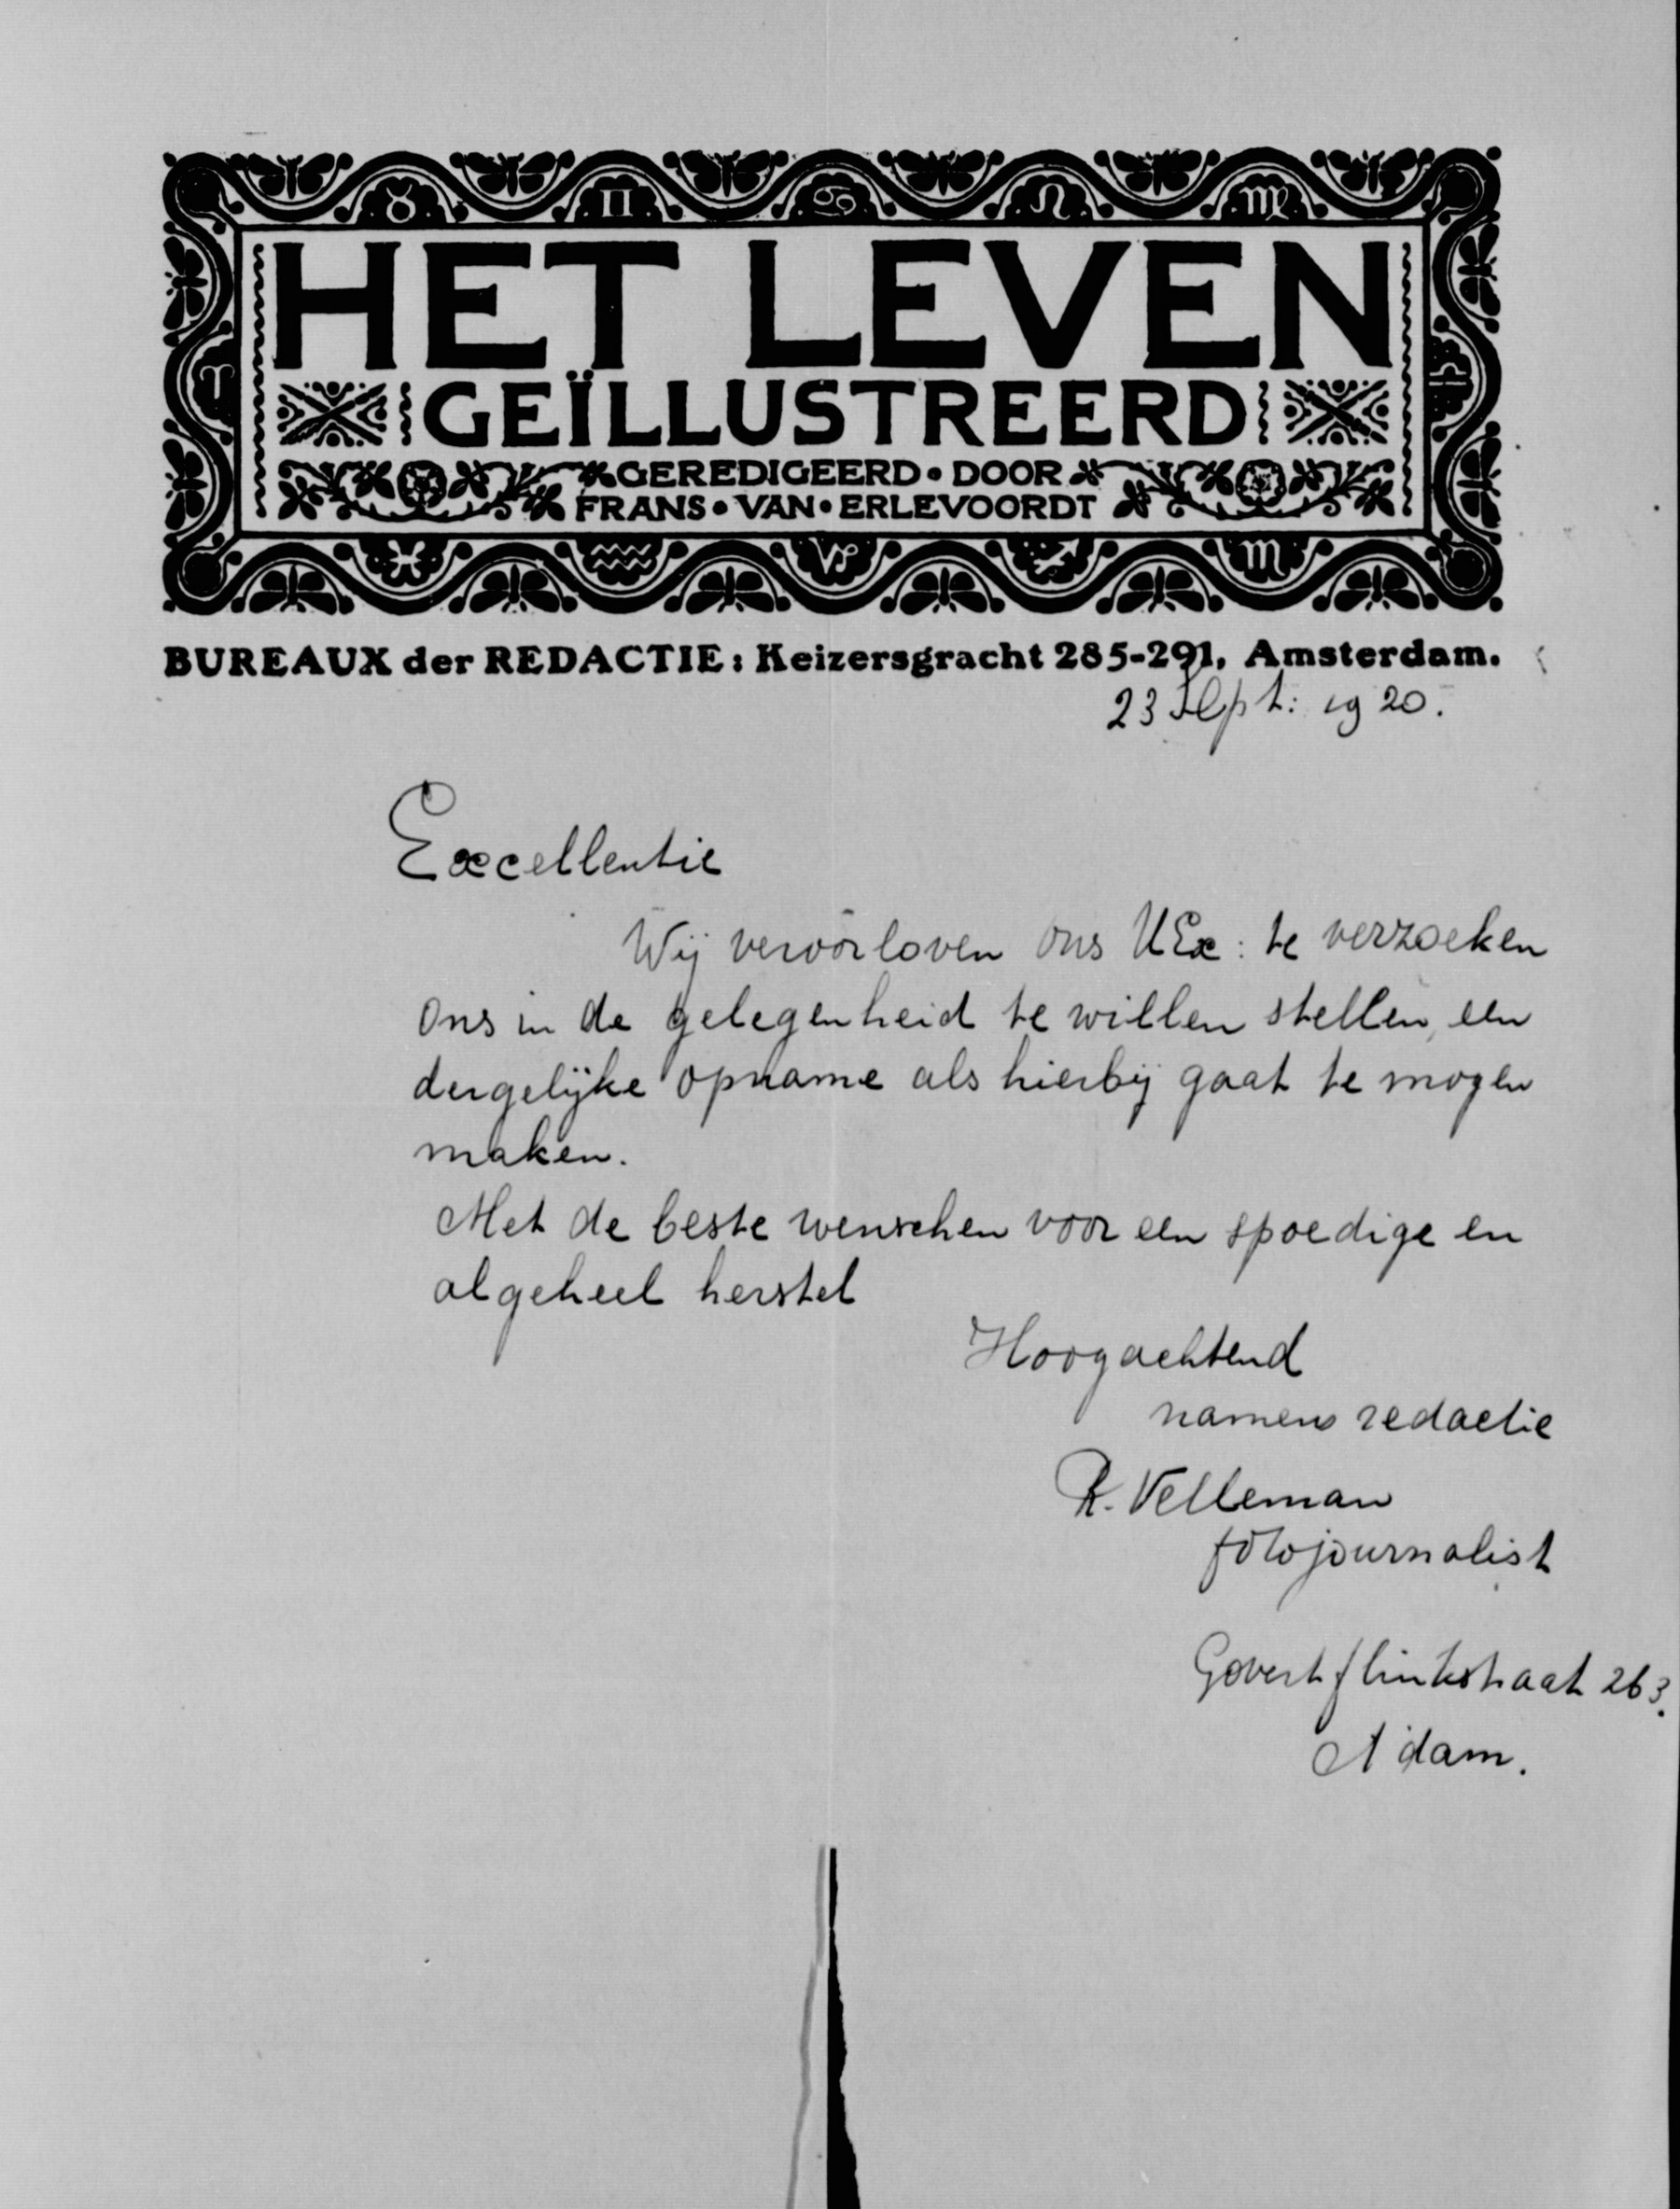 HET LEVEN
GEÏLLUSTREERD
GEREDIGEERD • DOOR
FRANS • VAN • ERLEVOORDT
BUREAUX der REDACTIE: Keizersgracht 285-291, Amsterdam.
23 Sept: 1920.
Excellentie
Wij veroorloven ons UEx: te verzoeken
ons in de gelegenheid te willen stellen, een
dergelijke opname als hierbij gaat te mogen
maken.
Met de beste wenschen voor een spoedige en
algeheel herstel
Hoogachtend
namens redactie
R. Velleman
fotojournalist
Govert flinkstraat 263.
A'dam.